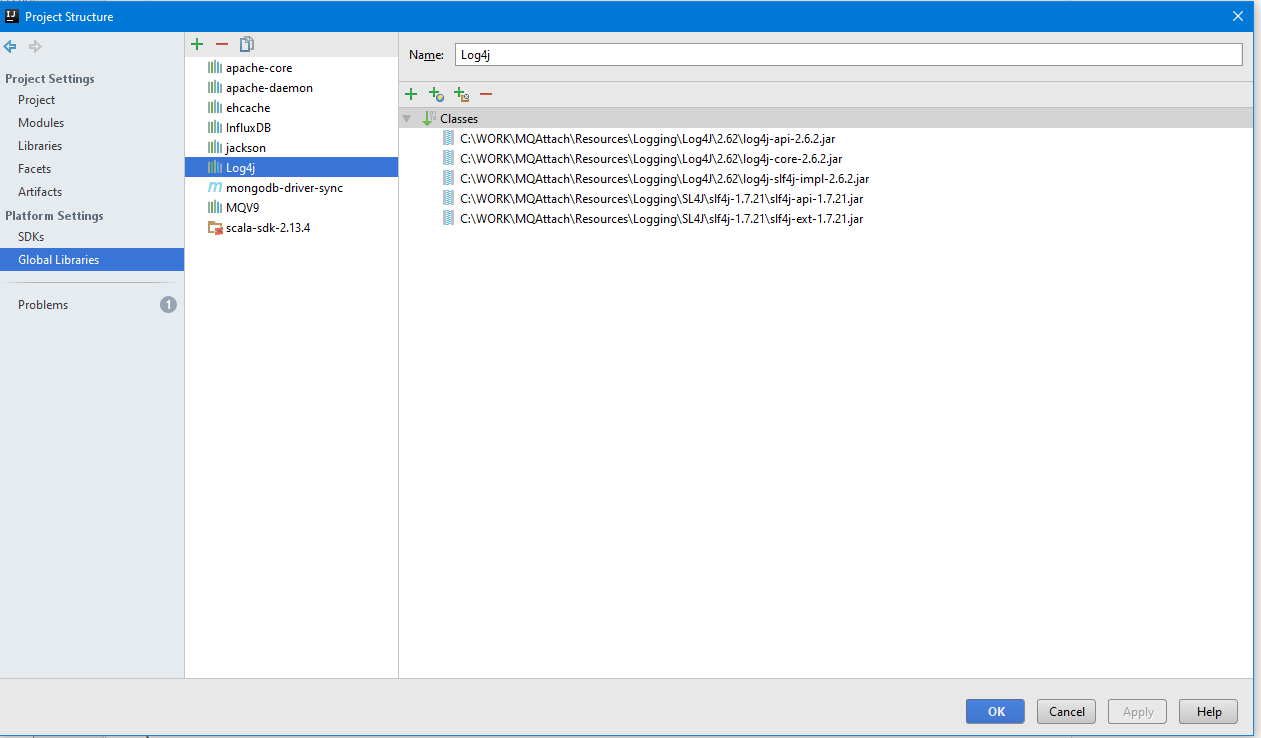 Project Structure
Project Settings
Project
Modules
Libraries
Facets
Artifacts
Platform Settings
SDKs
Global Libraries
Problems 1
apache-core
apache-daemon
ehcache
InfluxDB
jackson
Log4j
mongodb-driver-sync
MQV9
scala-sdk-2.13.4
Name: Log4j
Classes
C:\WORK\MQAttach\Resources\Logging\Log4J\2.62\log4j-api-2.6.2.jar
C:\WORK\MQAttach\Resources\Logging\Log4J\2.62\log4j-core-2.6.2.jar
C:\WORK\MQAttach\Resources\Logging\Log4J\2.62\log4j-slf4j-impl-2.6.2.jar
C:\WORK\MQAttach\Resources\Logging\SL4J\slf4j-1.7.21\slf4j-api-1.7.21.jar
C:\WORK\MQAttach\Resources\Logging\SL4J\slf4j-1.7.21\slf4j-ext-1.7.21.jar
OK Cancel Apply Help